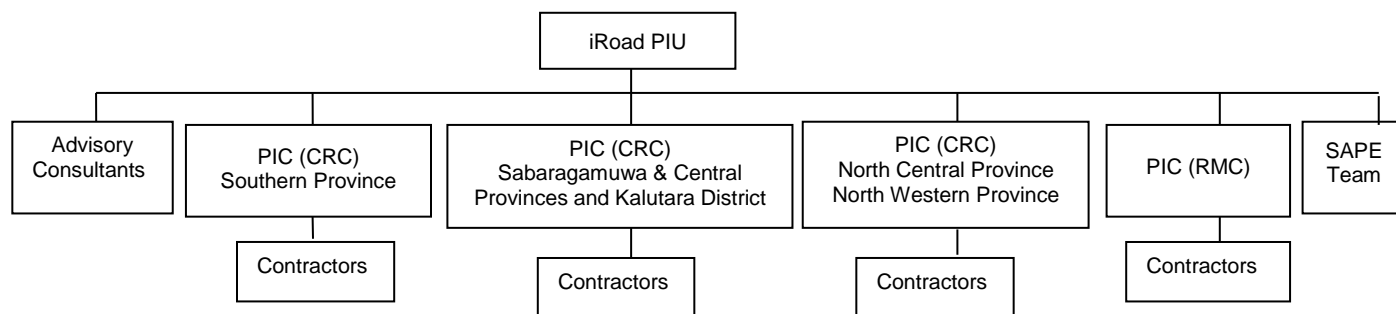 iRoad PIU
Advisory
Consultants
PIC (CRC)
Southern Province
PIC (CRC)
Sabaragamuwa & Central
Provinces and Kalutara District
PIC (CRC)
North Central Province
North Western Province
PIC (RMC)
SAPE
Team
Contractors
Contractors
Contractors
Contractors